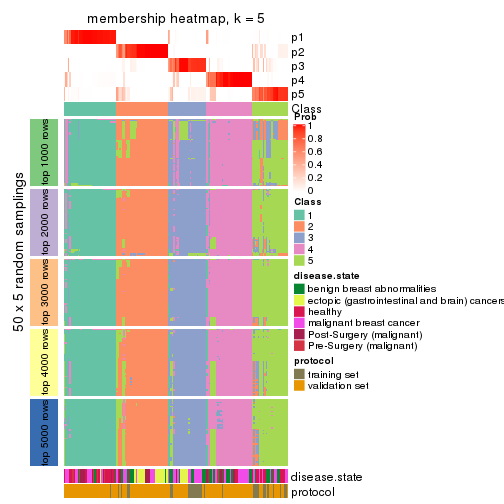 membership heatmap, k = 5
p1
p2
p3
p4
p5
Class
Prob
1
0.8
0.6
0.4
0.2
0
Class
1
2
3
4
5
disease.state
benign breast abnormalities
ectopic (gastrointestinal and brain) cancers
healthy
malignant breast cancer
Post-Surgery (malignant)
Pre-Surgery (malignant)
protocol
training set
validation set
50 x 5 random samplings
top 1000 rows
top 2000 rows
top 3000 rows
top 4000 rows
top 5000 rows
disease.state
protocol